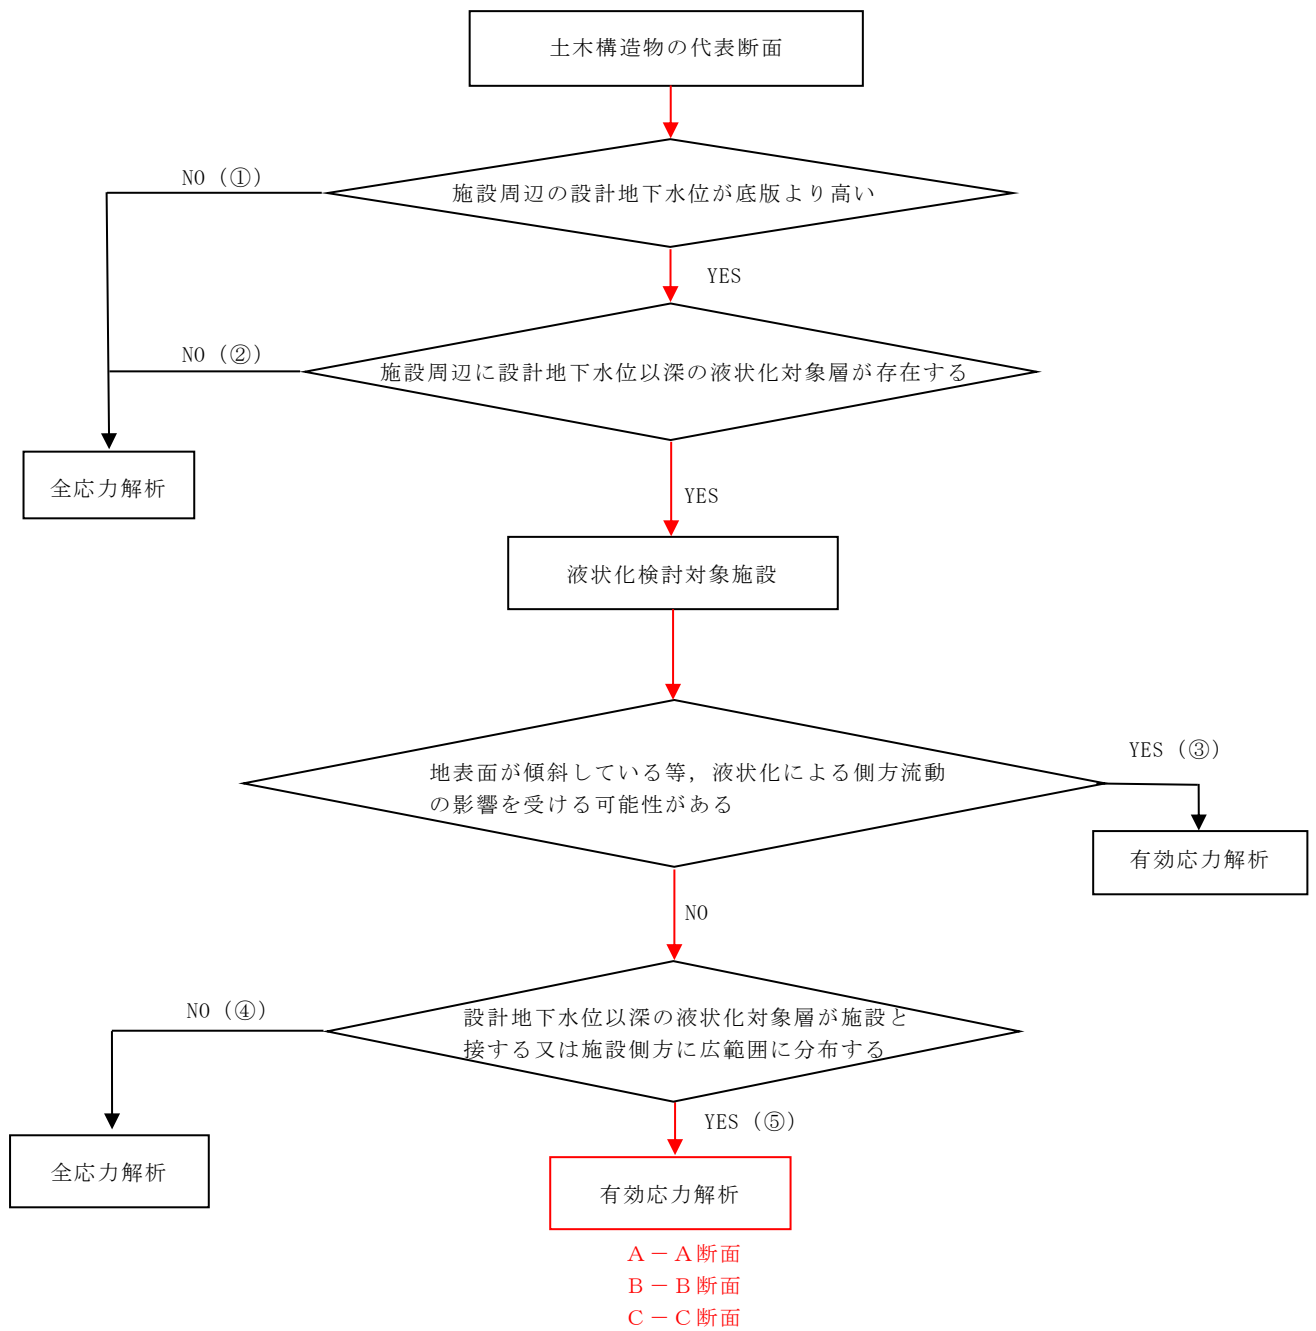 土木構造物の代表断面
NO（①）
施設周辺の設計地下水位が底版より高い
YES
NO（②）
施設周辺に設計地下水位以深の液状化対象層が存在する
全応力解析
YES
液状化検討対象施設
YES（③）
地表面が傾斜している等，液状化による側方流動
の影響を受ける可能性がある
有効応力解析
NO
NO（④）
設計地下水位以深の液状化対象層が施設と
接する又は施設側方に広範囲に分布する
YES（⑤）
全応力解析
有効応力解析
Ａ－Ａ断面
Ｂ－Ｂ断面
Ｃ－Ｃ断面